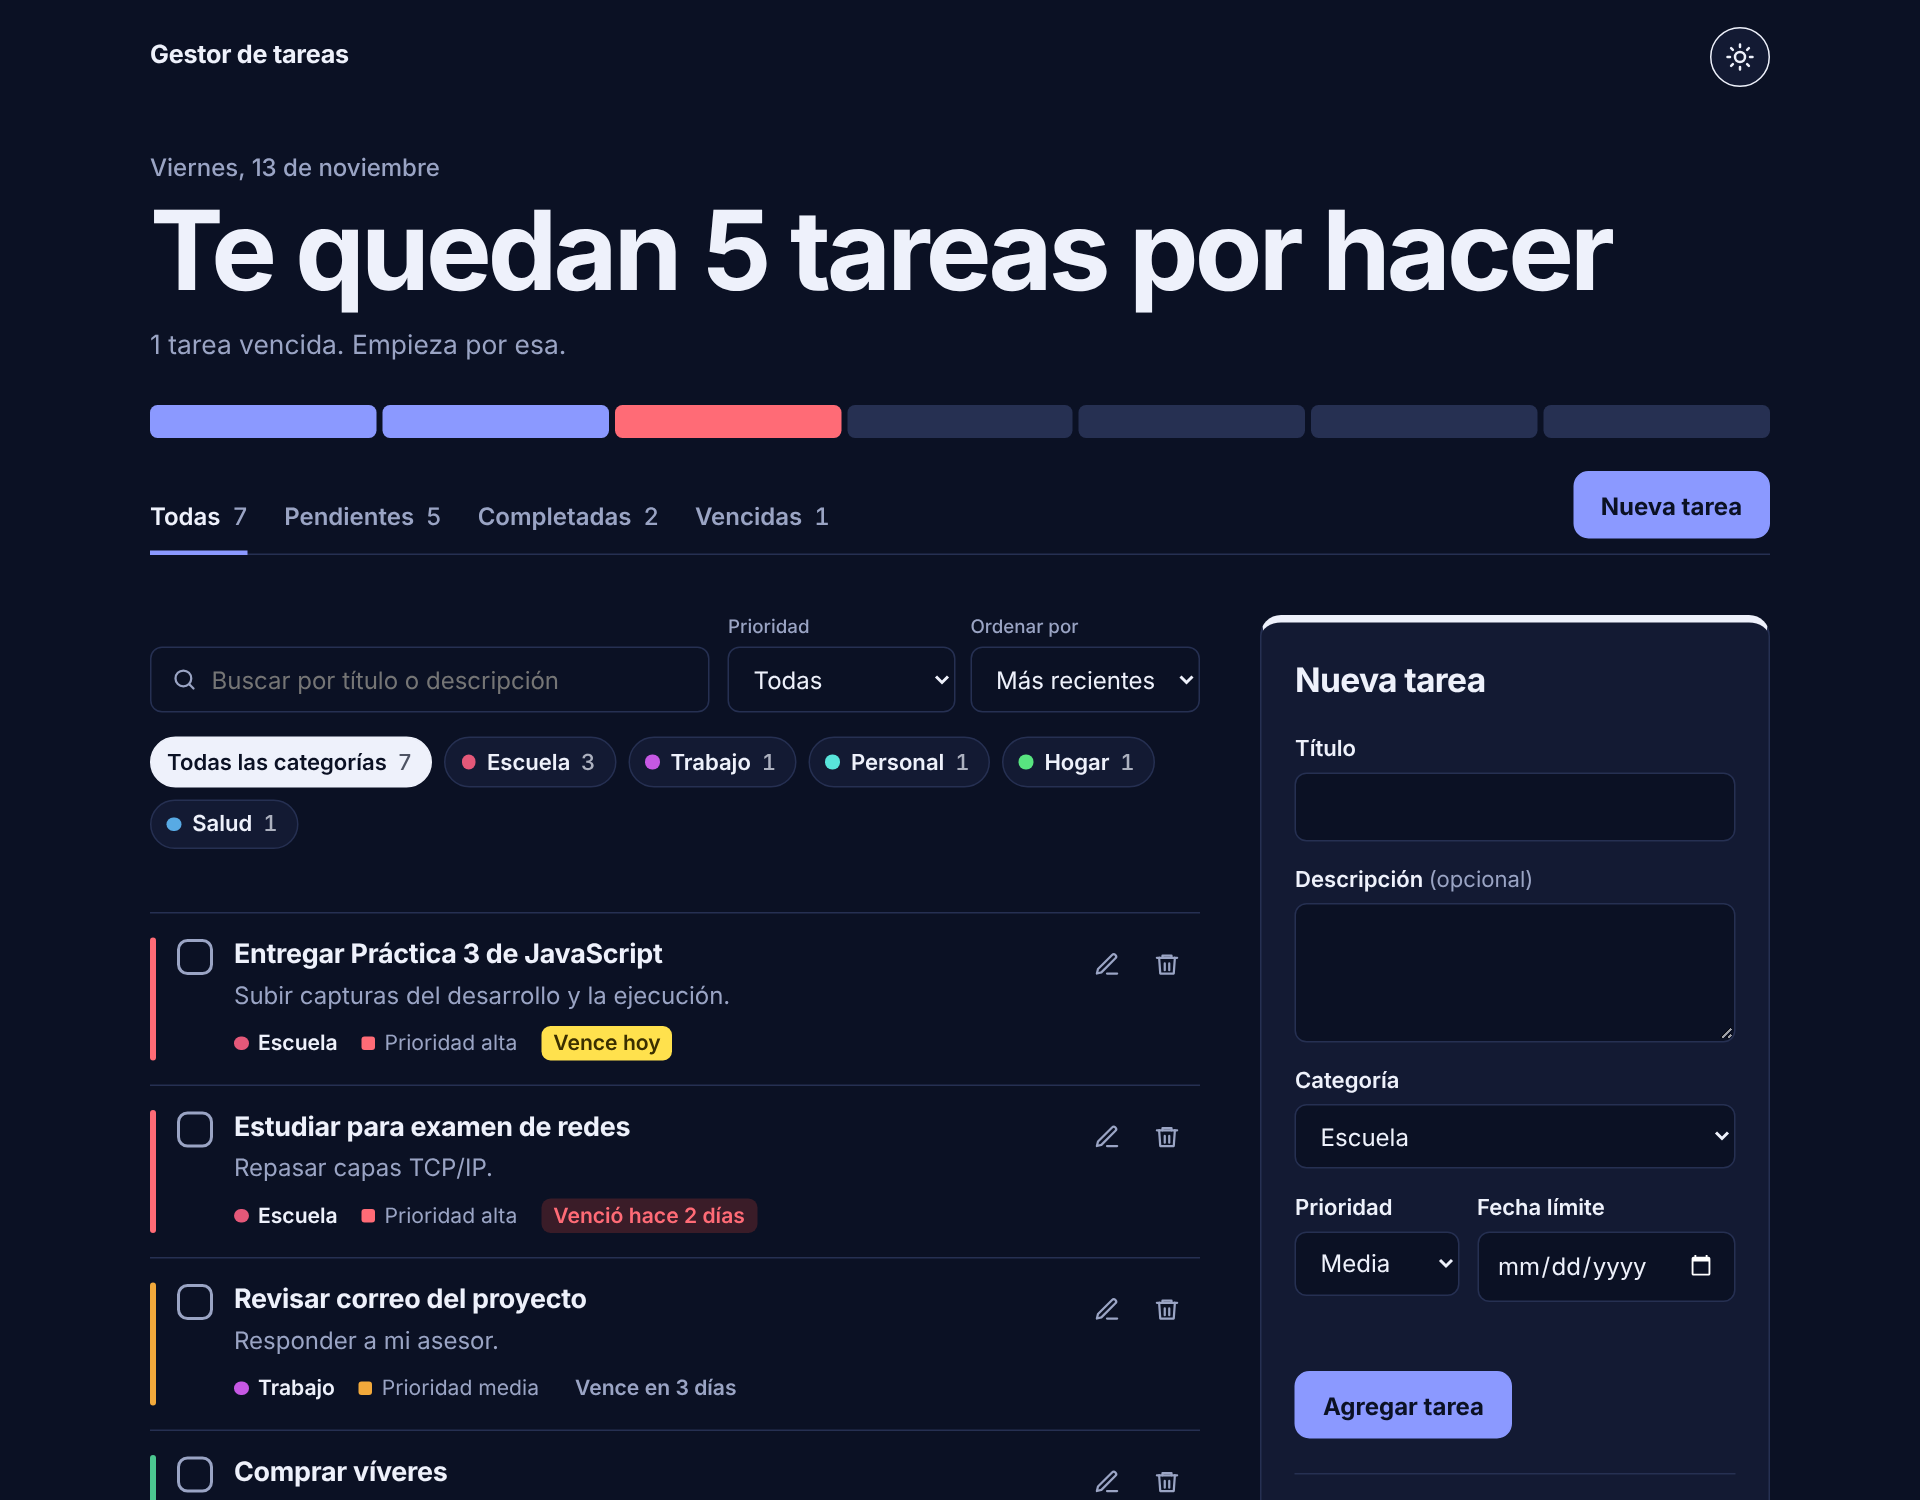 Gestor de tareas
Viernes, 13 de noviembre
Te quedan 5 tareas por hacer
1 tarea vencida. Empieza por esa.
Todas 7 Pendientes 5 Completadas 2 Vencidas 1
Nueva tarea
Prioridad Ordenar por
Buscar por título o descripción Todas Más recientes
Todas las categorías 7 Escuela 3 Trabajo 1 Personal 1 Hogar 1
Salud 1
Entregar Práctica 3 de JavaScript
Subir capturas del desarrollo y la ejecución.
Escuela Prioridad alta Vence hoy
Estudiar para examen de redes
Repasar capas TCP/IP.
Escuela Prioridad alta Venció hace 2 días
Revisar correo del proyecto
Responder a mi asesor.
Trabajo Prioridad media Vence en 3 días
Comprar víveres
Nueva tarea
Título
Descripción (opcional)
Categoría
Escuela
Prioridad Fecha límite
Media mm/dd/yyyy
Agregar tarea